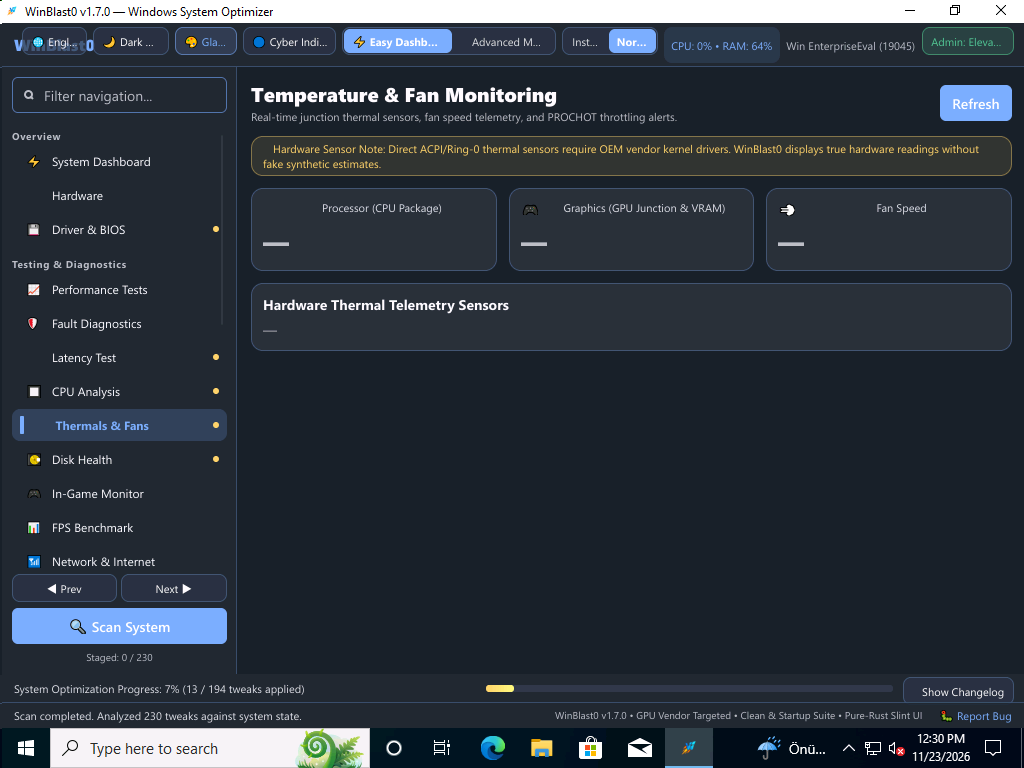 WinBlast0 v1.7.0 — Windows System Optimizer
WinBlast0
Engl...
Dark ...
Gla...
Cyber Indi...
Easy Dashb...
Advanced M...
Inst...
Nor...
CPU: 0% • RAM: 64%
Win EnterpriseEval (19045)
Admin: Eleva...
Filter navigation...
Overview
System Dashboard
Hardware
Driver & BIOS
Testing & Diagnostics
Performance Tests
Fault Diagnostics
Latency Test
CPU Analysis
Thermals & Fans
Disk Health
In-Game Monitor
FPS Benchmark
Network & Internet
◀ Prev
Next ▶
Scan System
Staged: 0 / 230
Temperature & Fan Monitoring
Real-time junction thermal sensors, fan speed telemetry, and PROCHOT throttling alerts.
Refresh
Hardware Sensor Note: Direct ACPI/Ring-0 thermal sensors require OEM vendor kernel drivers. WinBlast0 displays true hardware readings without
fake synthetic estimates.
Processor (CPU Package)
—
Graphics (GPU Junction & VRAM)
—
Fan Speed
—
Hardware Thermal Telemetry Sensors
—
System Optimization Progress: 7% (13 / 194 tweaks applied)
Show Changelog
Scan completed. Analyzed 230 tweaks against system state.
WinBlast0 v1.7.0 • GPU Vendor Targeted • Clean & Startup Suite • Pure-Rust Slint UI
Report Bug
Type here to search
Önü...
12:30 PM
11/23/2026